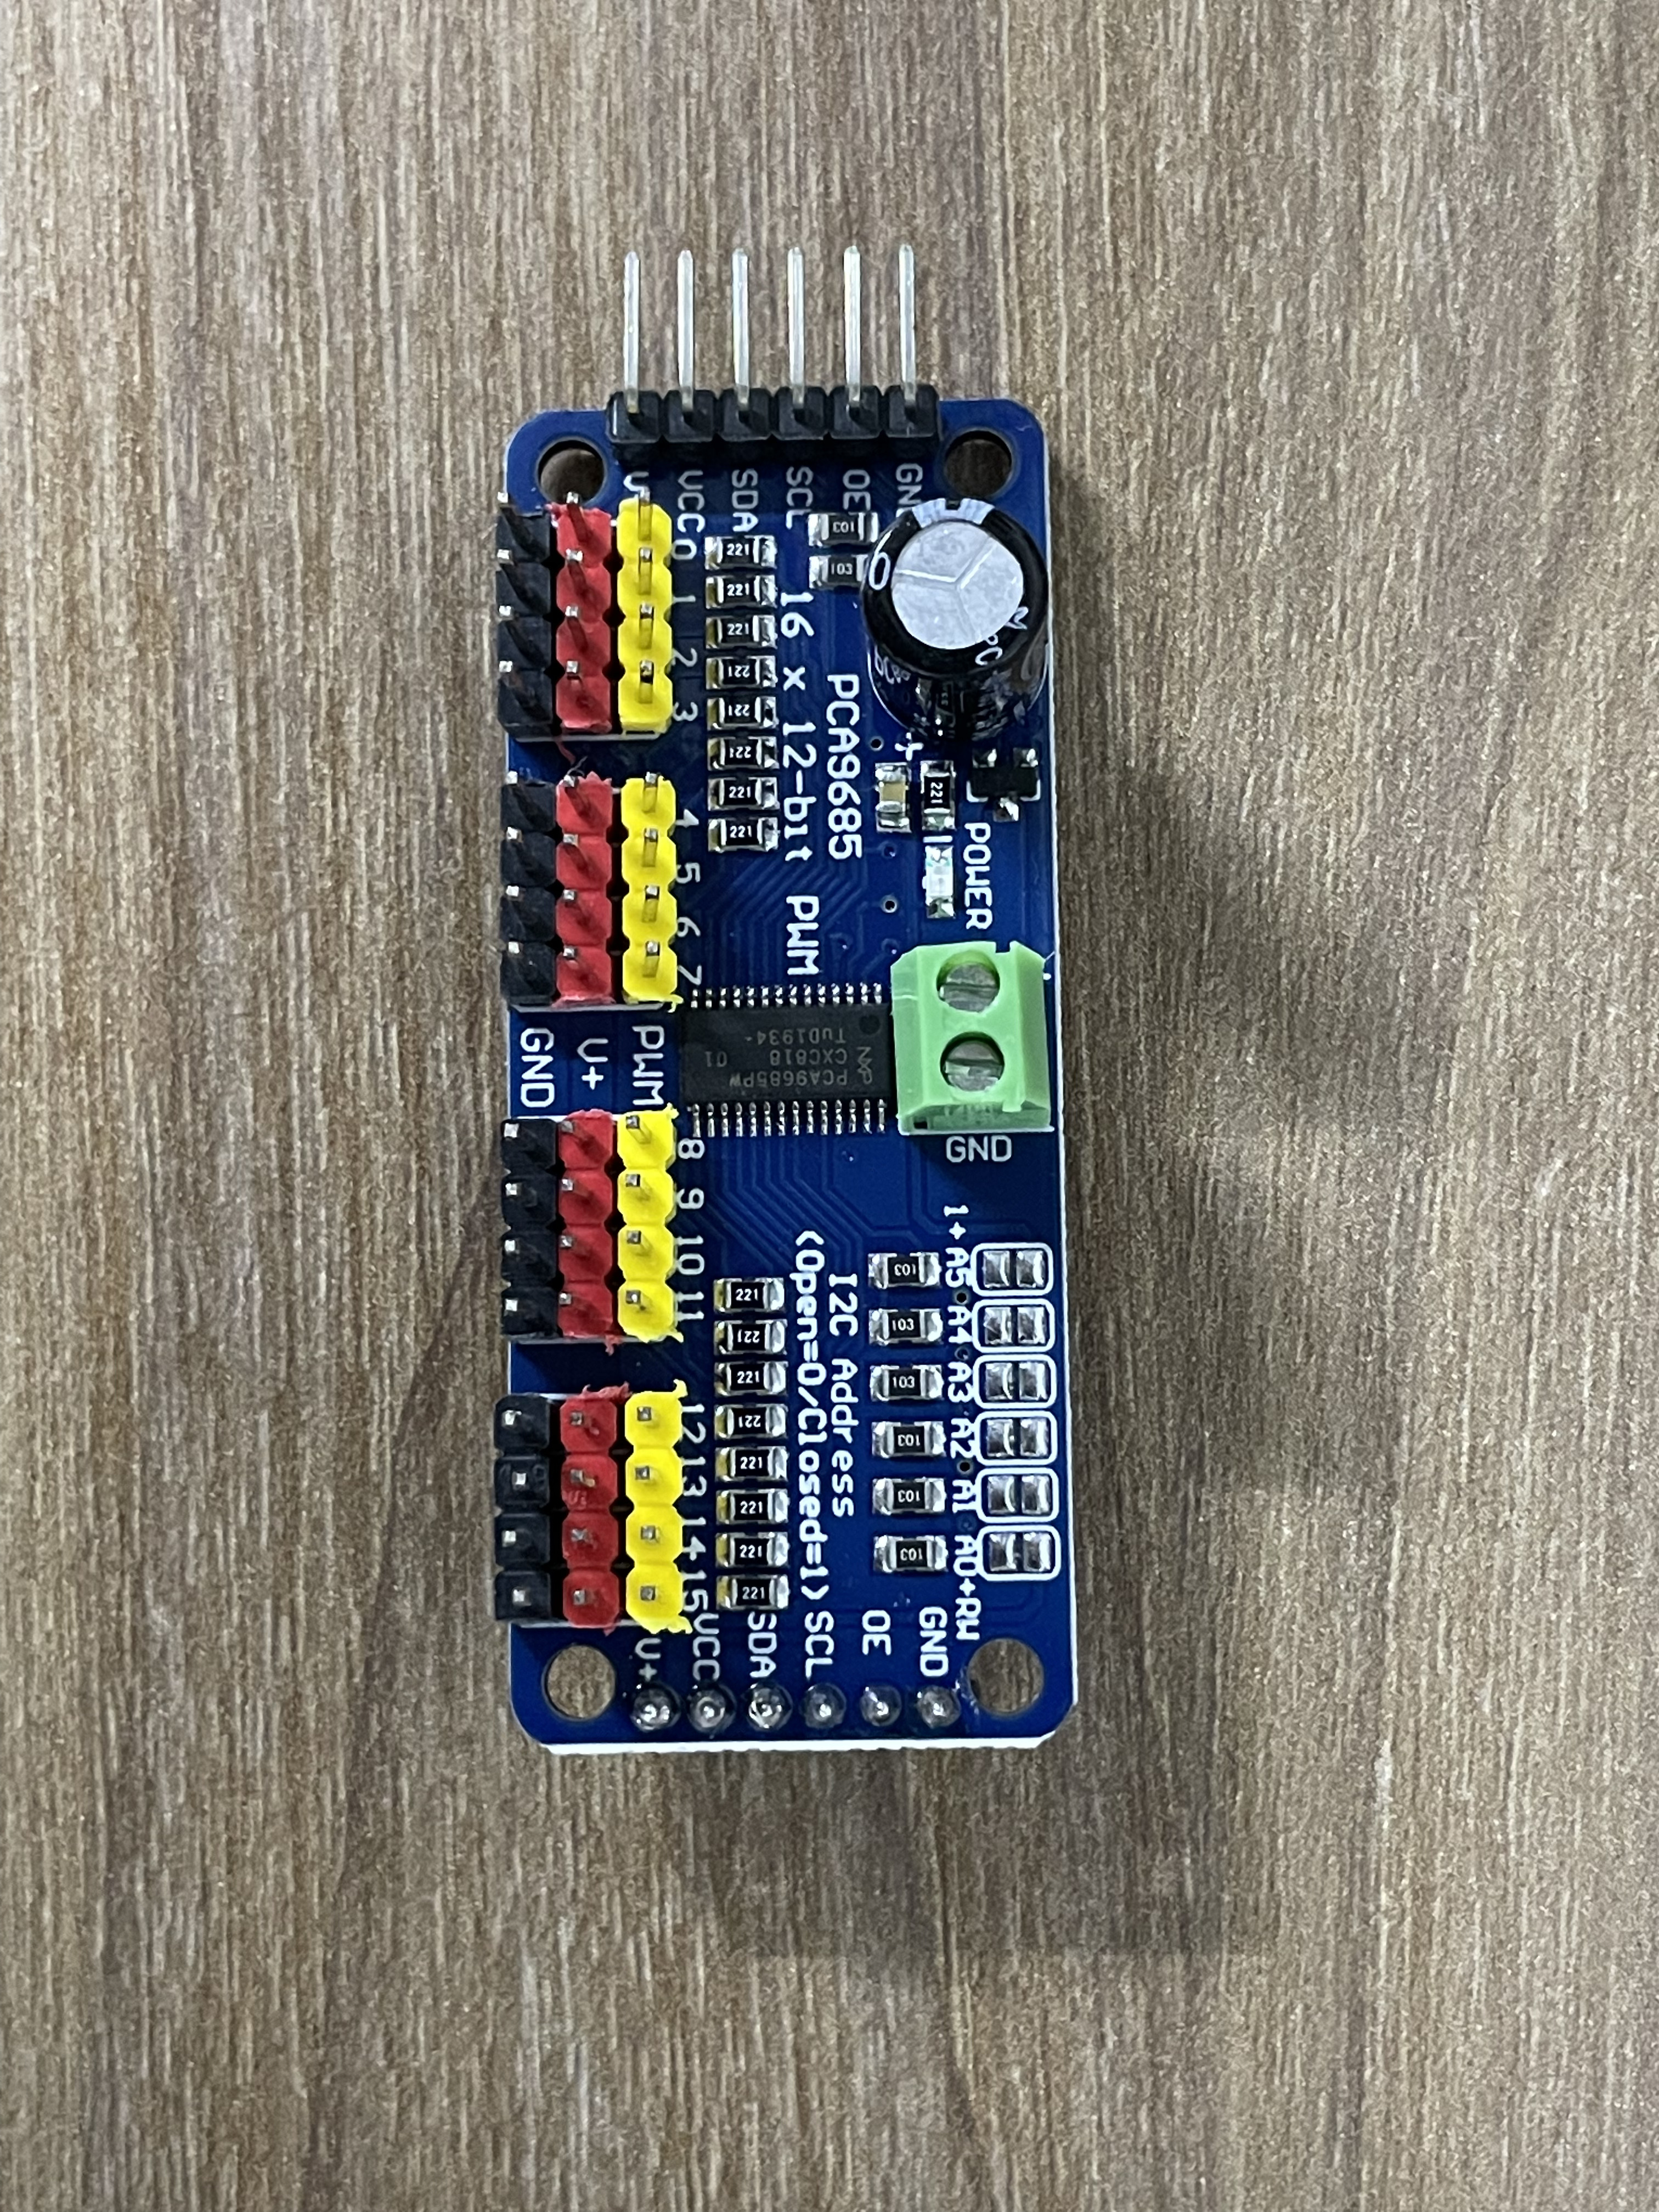 V+
VCC
SDA
SCL
OE
GND
103
103
0
1
2
3
221
221
221
221
221
221
221
221
16 x 12-bit PWM
PCA9685
221
POWER
4
5
6
7
GND
V+
PWM
PCA9685PW
CXC818 01
TUD1934
GND
8
9
10
11
12
13
14
15
221
221
221
221
221
221
221
221
I2C Address
(Open=0/Closed=1)
103
103
103
103
103
103
A5
A4
A3
A2
A1
A0
V+
VCC
SDA
SCL
OE
GND